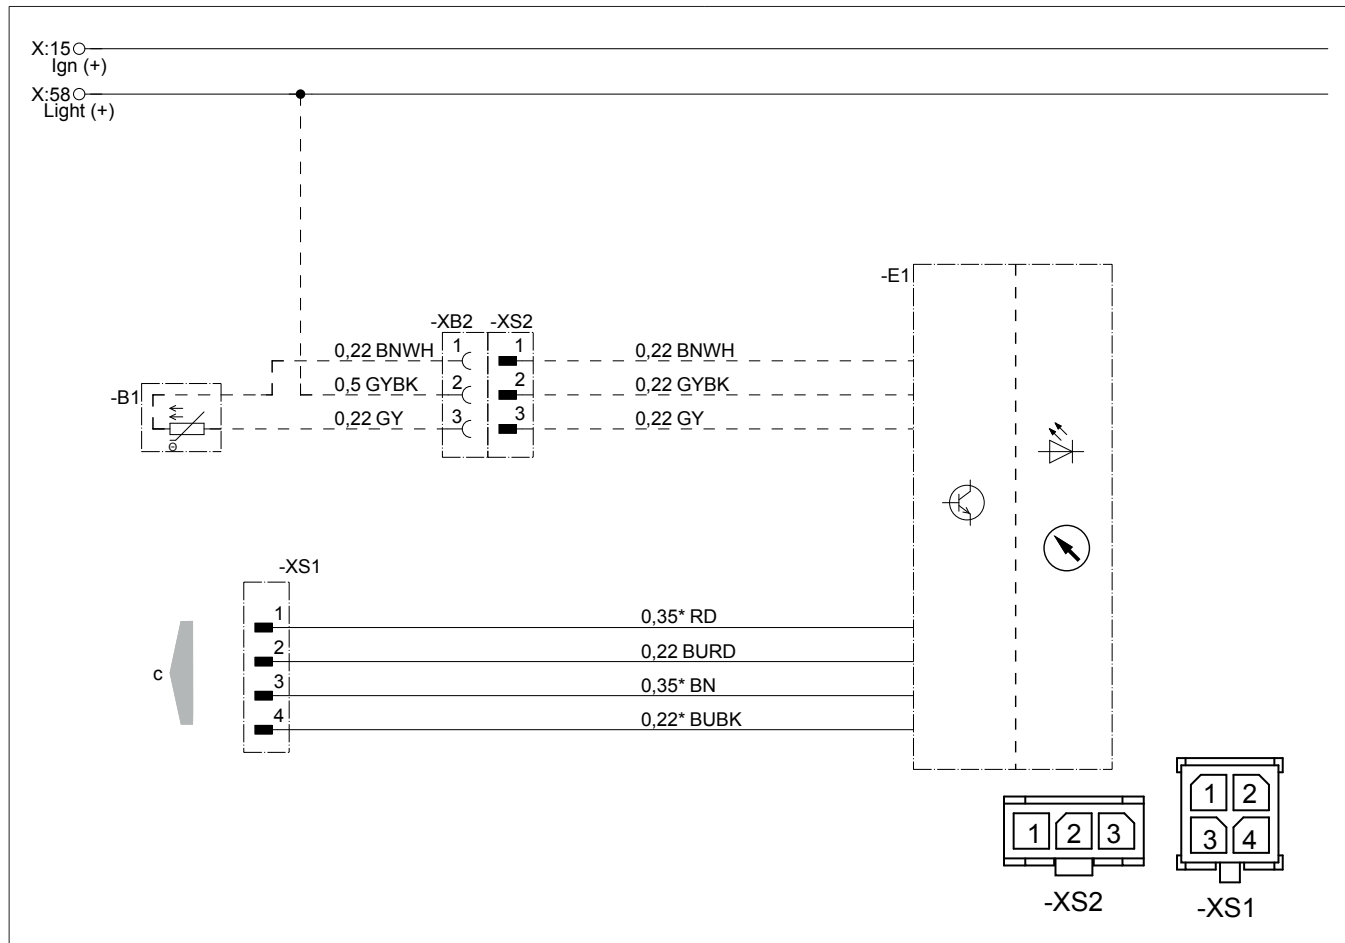 X:15
Ign (+)
X:58
Light (+)
-E1
-XB2 -XS2
0,22 BNWH 1 1 0,22 BNWH
0,5 GYBK 2 2 0,22 GYBK
-B1
0,22 GY 3 3 0,22 GY
Θ
-XS1
1 0,35* RD
2 0,22 BURD
c
3 0,35* BN
4 0,22* BUBK
1 2
1 2 3
3 4
-XS2
-XS1